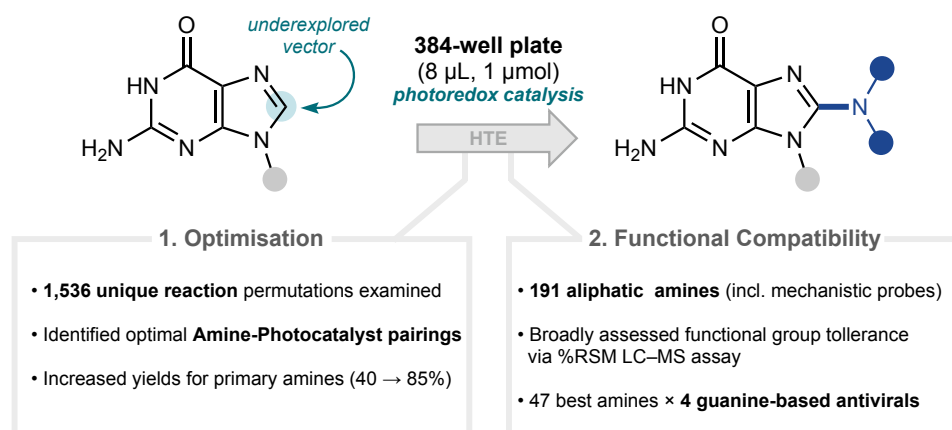 underexplored
vector
O
N
NH
N
N
H₂N
384-well plate
(8 µL, 1 µmol)
photoredox catalysis
HTE
O
N
NH
N
N
N
H₂N
1. Optimisation
• 1,536 unique reaction permutations examined
• Identified optimal Amine-Photocatalyst pairings
• Increased yields for primary amines (40 → 85%)
2. Functional Compatibility
• 191 aliphatic amines (incl. mechanistic probes)
• Broadly assessed functional group tollerance
via %RSM LC–MS assay
• 47 best amines × 4 guanine-based antivirals